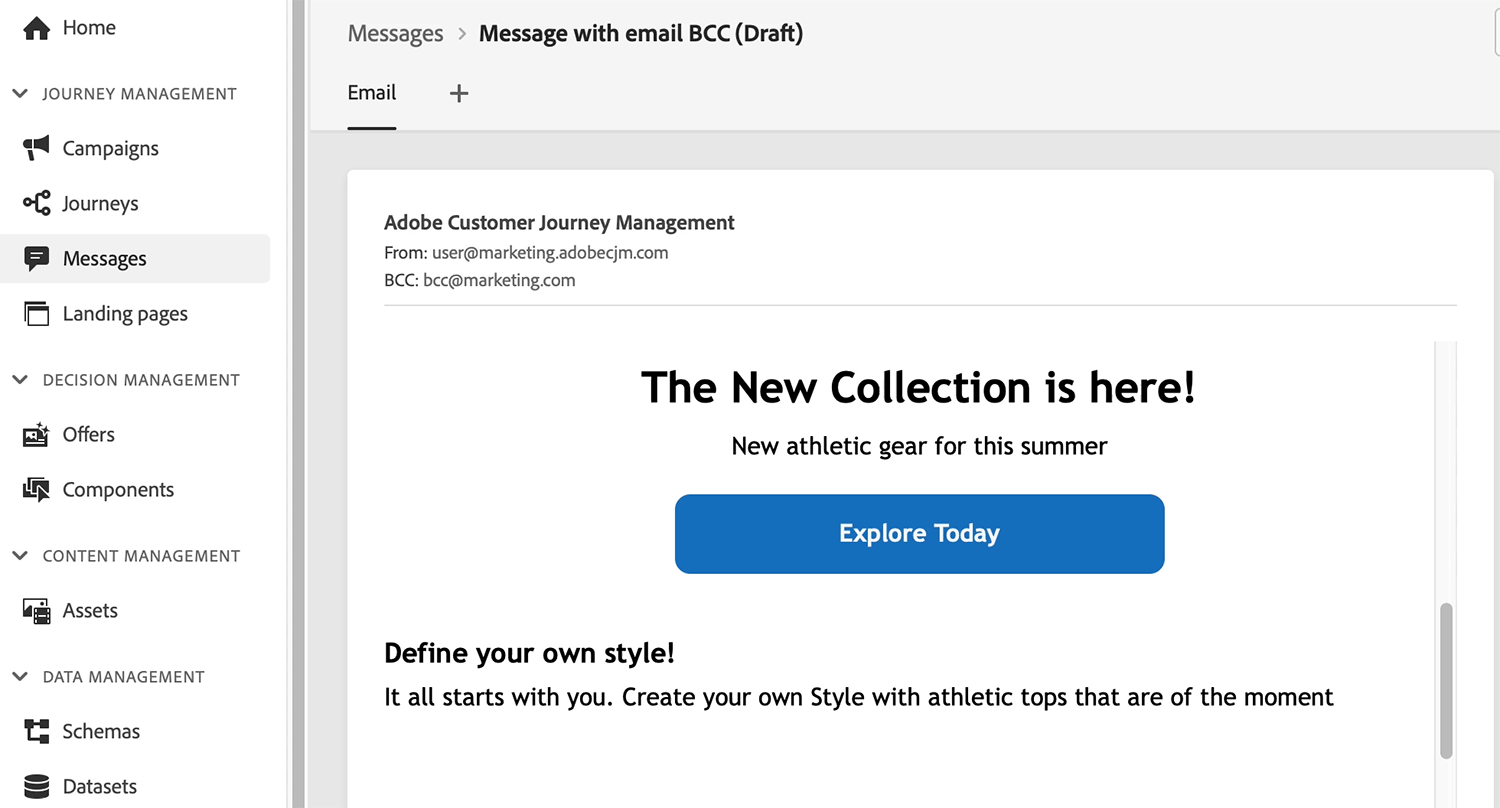 Home
JOURNEY MANAGEMENT
Campaigns
Journeys
Messages
Landing pages
DECISION MANAGEMENT
Offers
Components
CONTENT MANAGEMENT
Assets
DATA MANAGEMENT
Schemas
Datasets
Messages > Message with email BCC (Draft)
Email +
Adobe Customer Journey Management
From: user@marketing.adobecjm.com
BCC: bcc@marketing.com
The New Collection is here!
New athletic gear for this summer
Explore Today
Define your own style!
It all starts with you. Create your own Style with athletic tops that are of the moment